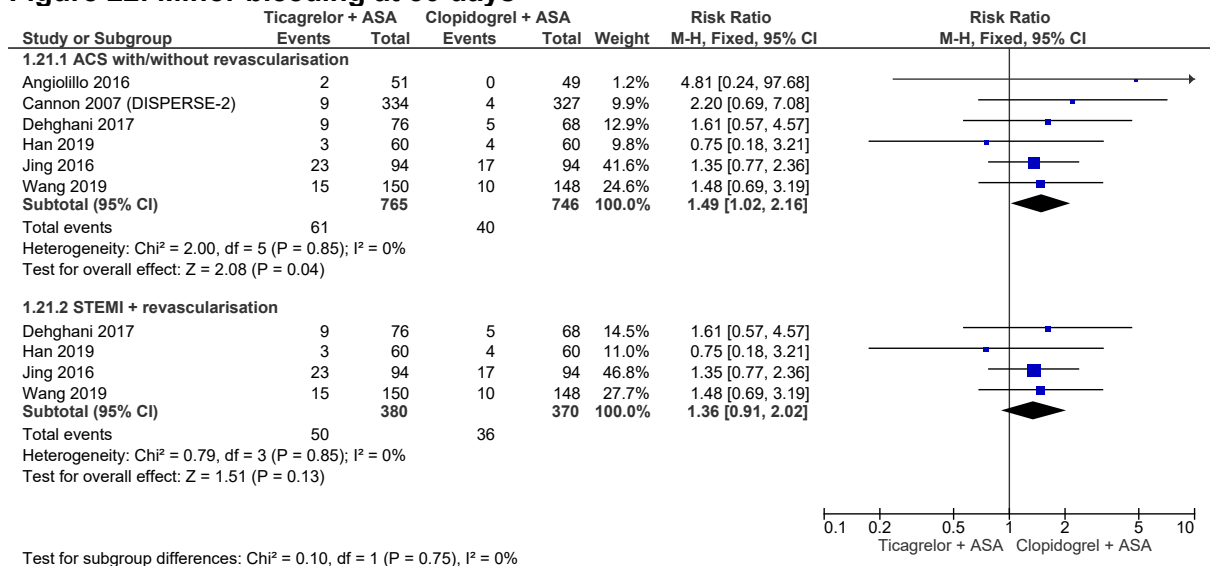 Figure 22: Minor bleeding at 30 days
Ticagrelor + ASA Clopidogrel + ASA Risk Ratio Risk Ratio
Study or Subgroup Events Total Events Total Weight M-H, Fixed, 95% CI M-H, Fixed, 95% CI
1.21.1 ACS with/without revascularisation
Angiolillo 2016 2 51 0 49 1.2% 4.81 [0.24, 97.68]
Cannon 2007 (DISPERSE-2) 9 334 4 327 9.9% 2.20 [0.69, 7.08]
Dehghani 2017 9 76 5 68 12.9% 1.61 [0.57, 4.57]
Han 2019 3 60 4 60 9.8% 0.75 [0.18, 3.21]
Jing 2016 23 94 17 94 41.6% 1.35 [0.77, 2.36]
Wang 2019 15 150 10 148 24.6% 1.48 [0.69, 3.19]
Subtotal (95% CI) 765 746 100.0% 1.49 [1.02, 2.16]
Total events 61 40
Heterogeneity: Chi² = 2.00, df = 5 (P = 0.85); I² = 0%
Test for overall effect: Z = 2.08 (P = 0.04)
1.21.2 STEMI + revascularisation
Dehghani 2017 9 76 5 68 14.5% 1.61 [0.57, 4.57]
Han 2019 3 60 4 60 11.0% 0.75 [0.18, 3.21]
Jing 2016 23 94 17 94 46.8% 1.35 [0.77, 2.36]
Wang 2019 15 150 10 148 27.7% 1.48 [0.69, 3.19]
Subtotal (95% CI) 380 370 100.0% 1.36 [0.91, 2.02]
Total events 50 36
Heterogeneity: Chi² = 0.79, df = 3 (P = 0.85); I² = 0%
Test for overall effect: Z = 1.51 (P = 0.13)
0.1 0.2 0.5 1 2 5 10
Ticagrelor + ASA Clopidogrel + ASA
Test for subgroup differences: Chi² = 0.10, df = 1 (P = 0.75), I² = 0%